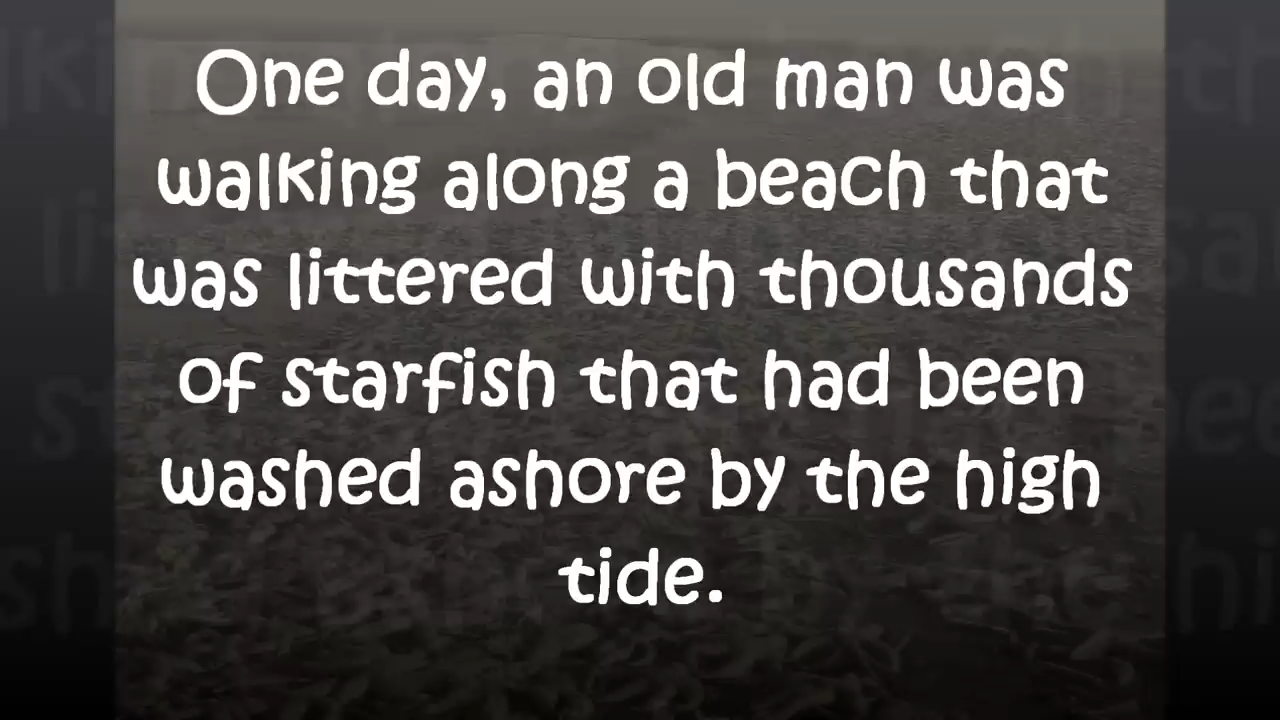 One day, an old man was
walking along a beach that
was littered with thousands
of starfish that had been
washed ashore by the high
tide.